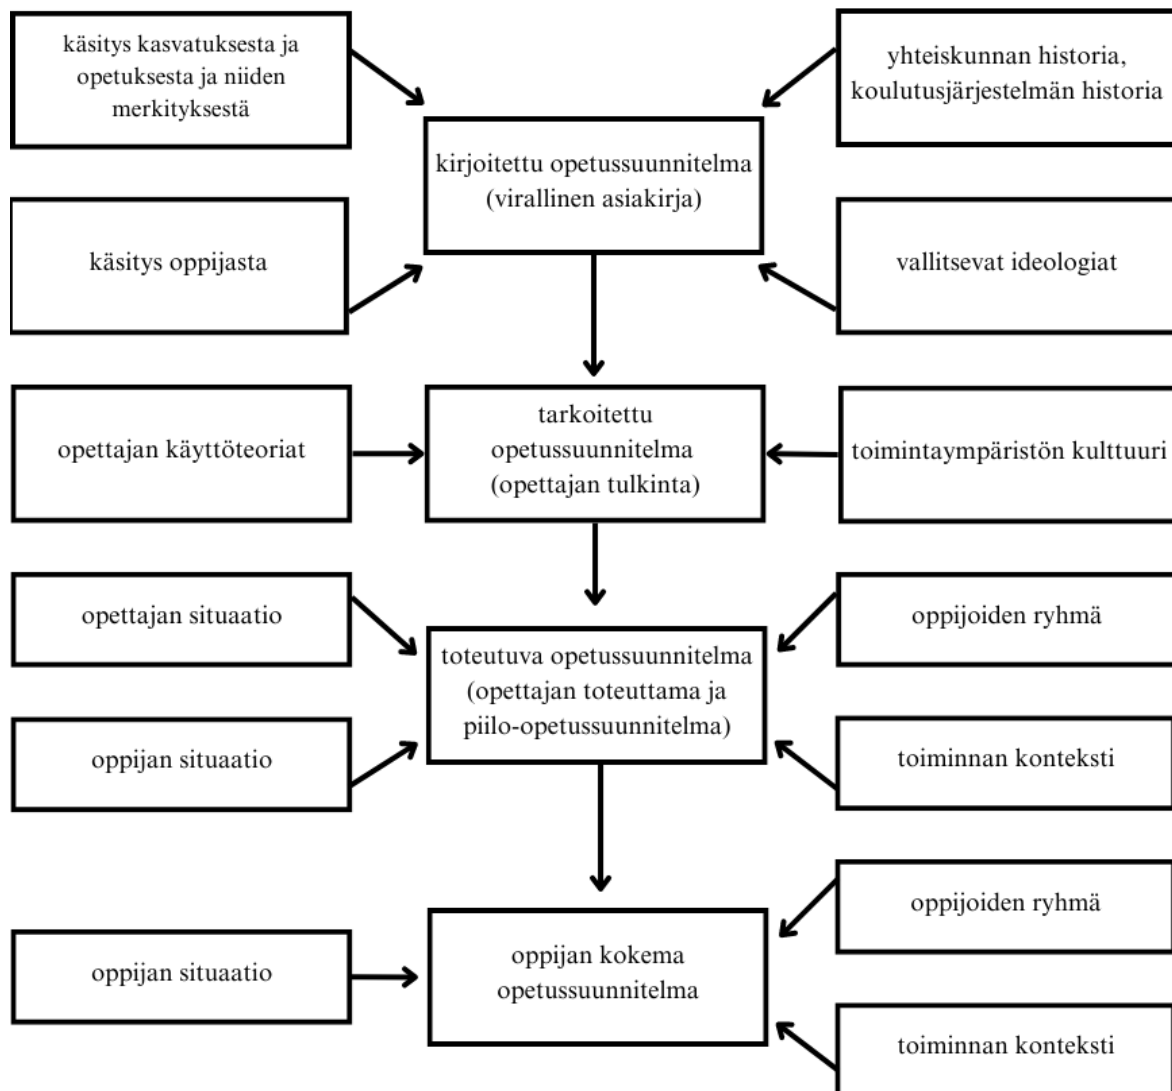 käsitys kasvatuksesta ja
opetuksesta ja niiden
merkityksestä
yhteiskunnan historia,
koulutusjärjestelmän historia
kirjoitettu opetussuunnitelma
(virallinen asiakirja)
käsitys oppijasta
vallitsevat ideologiat
opettajan käyttöteoriat
tarkoitettu
opetussuunnitelma
(opettajan tulkinta)
toimintaympäristön kulttuuri
opettajan situaatio
oppijoiden ryhmä
toteutuva opetussuunnitelma
(opettajan toteuttama ja
piilo-opetussuunnitelma)
oppijan situaatio
toiminnan konteksti
oppijoiden ryhmä
oppijan situaatio
oppijan kokema
opetussuunnitelma
toiminnan konteksti